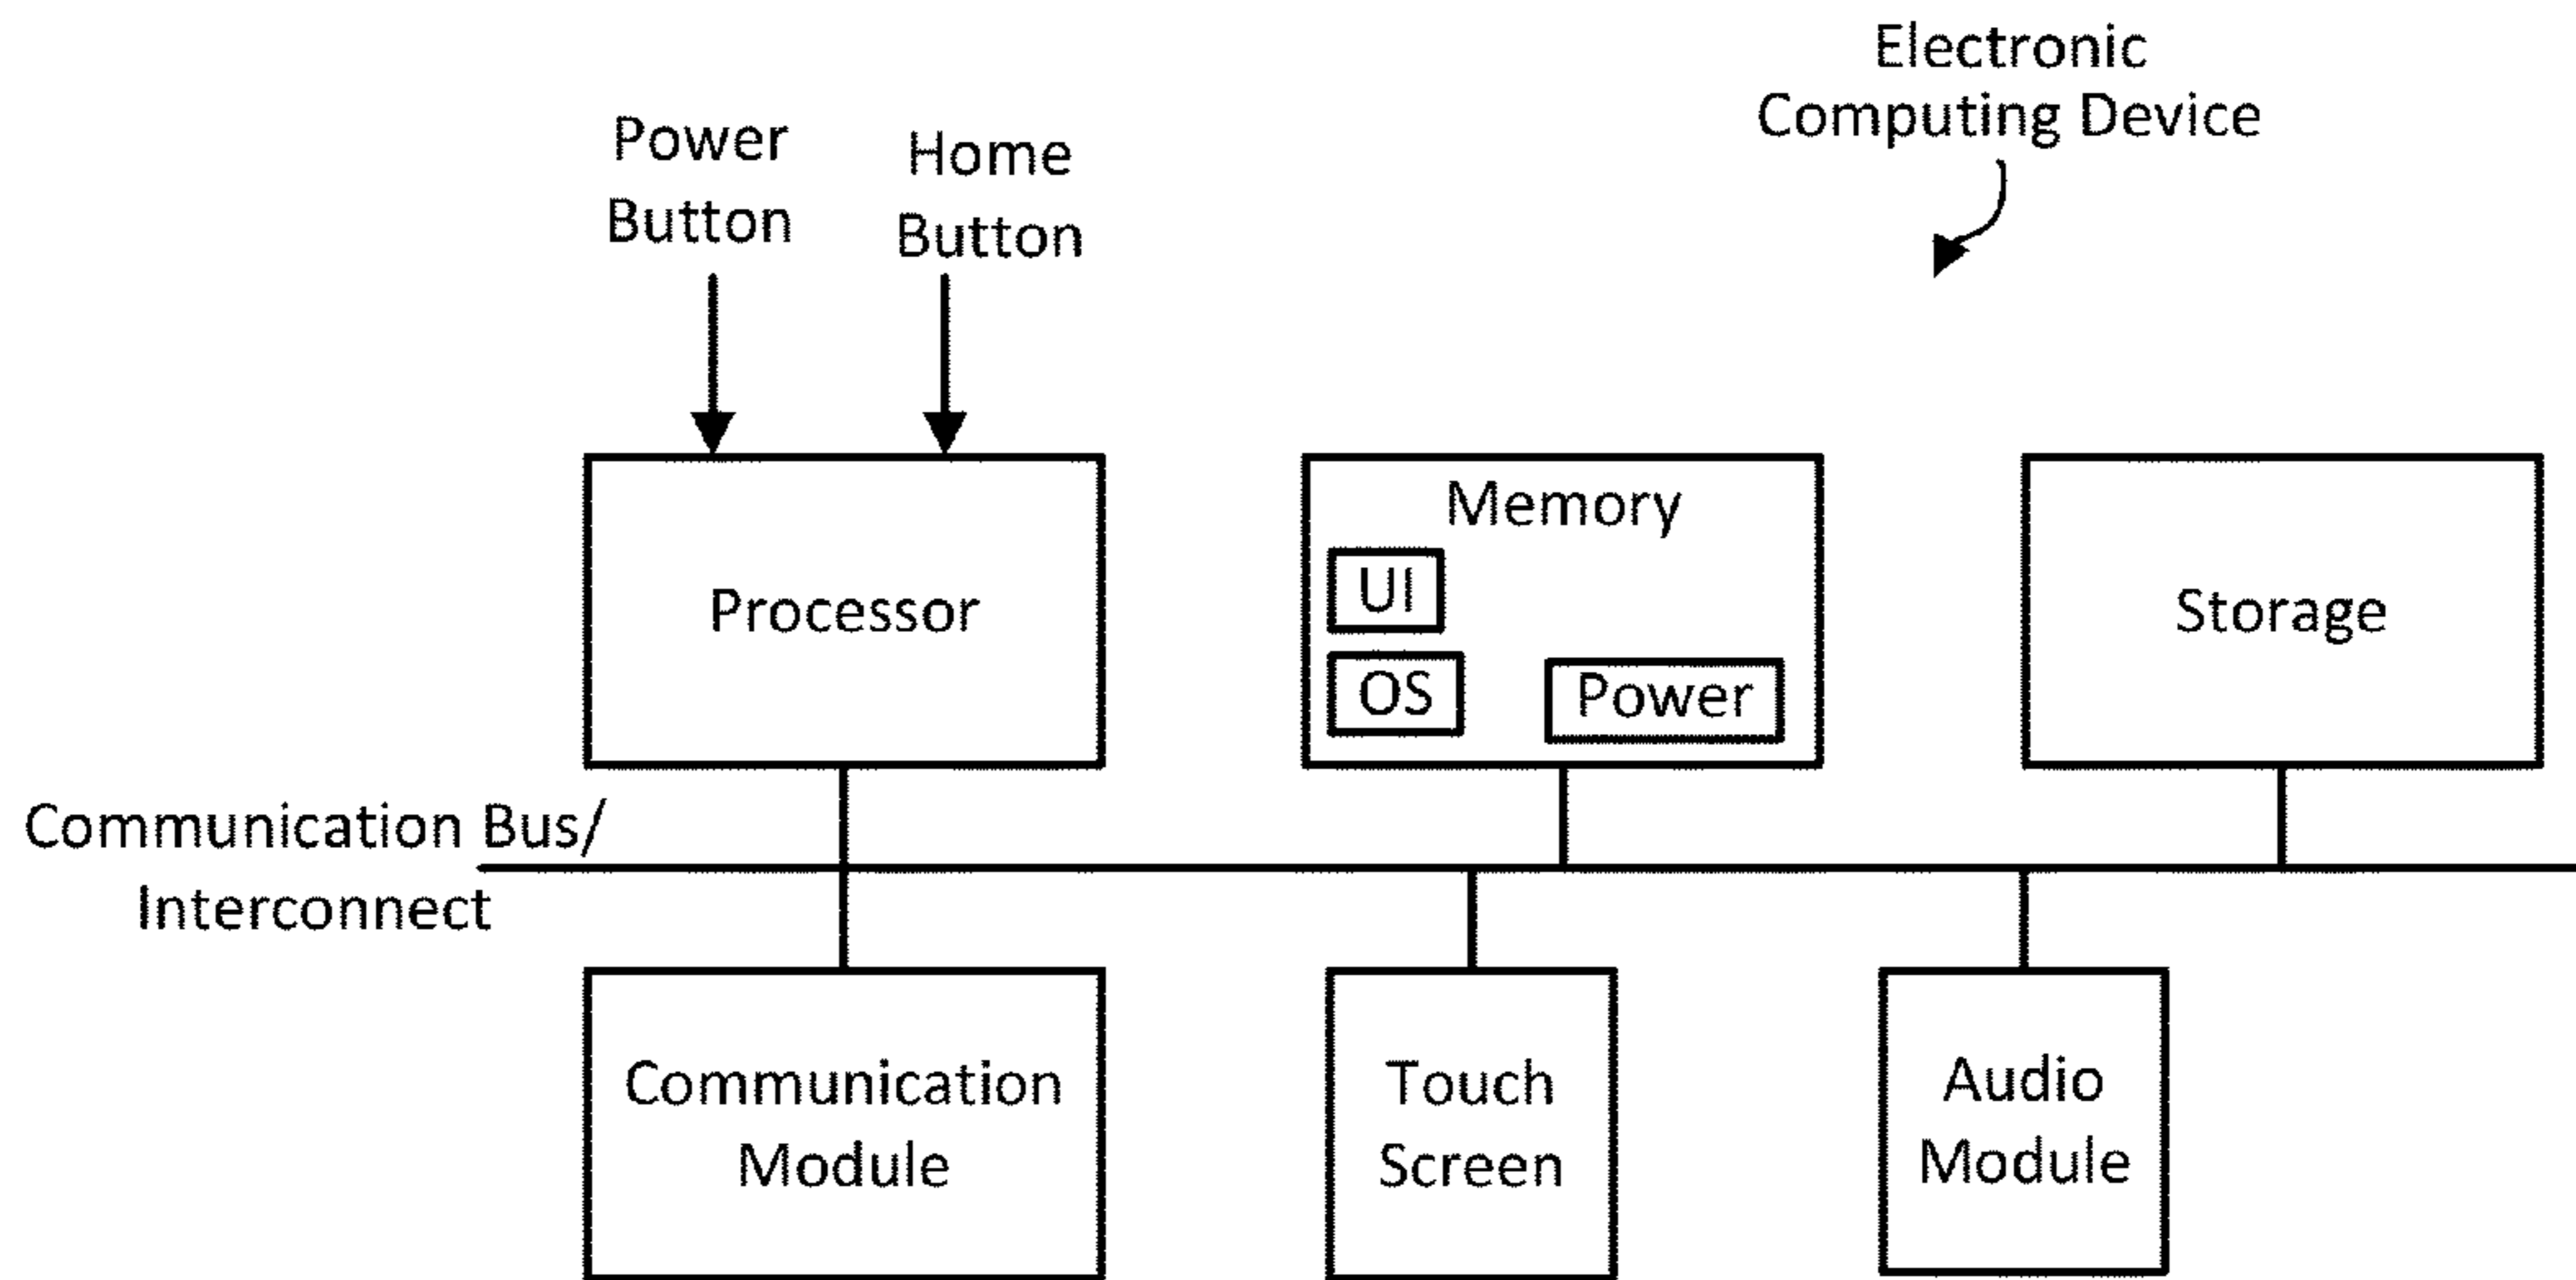 Electronic
Computing Device
Power
Button
Home
Button
Processor
Memory
UI
OS
Power
Storage
Communication Bus/
Interconnect
Communication
Module
Touch
Screen
Audio
Module